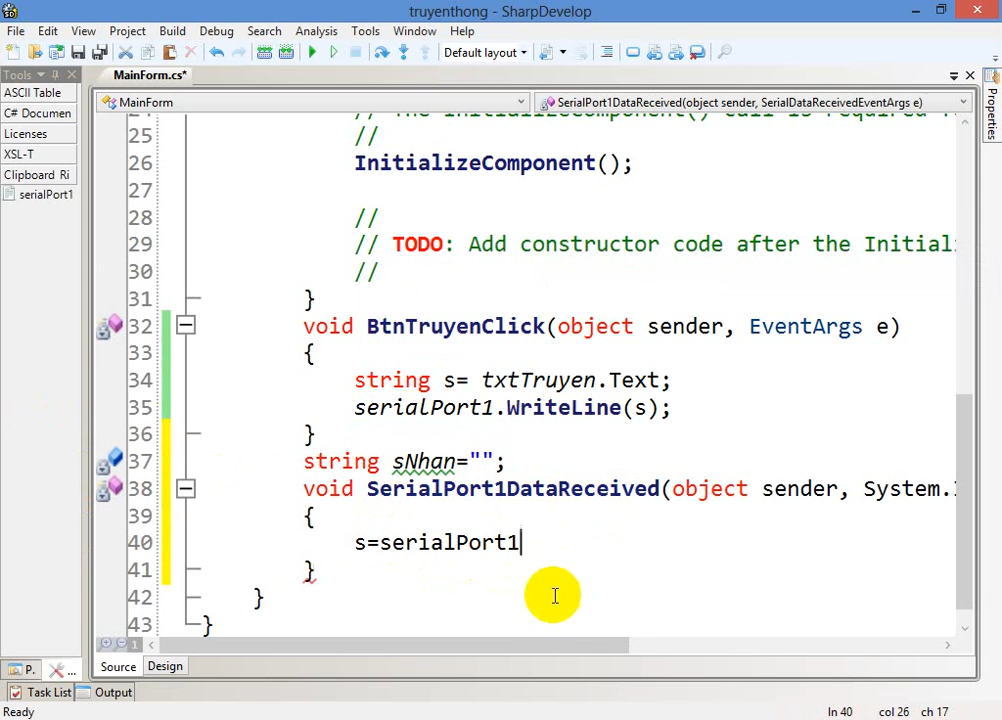 truyenthong - SharpDevelop
File Edit View Project Build Debug Search Analysis Tools Window Help
Default layout
Tools
MainForm.cs*
ASCII Table
C# Documen
Licenses
XSL-T
Clipboard Ri
serialPort1
MainForm
SerialPort1DataReceived(object sender, SerialDataReceivedEventArgs e)
Properties
25 //
26 InitializeComponent();
27
28 //
29 // TODO: Add constructor code after the Initial
30 //
31 }
32 void BtnTruyenClick(object sender, EventArgs e)
33 {
34 string s= txtTruyen.Text;
35 serialPort1.WriteLine(s);
36 }
37 string sNhan="";
38 void SerialPort1DataReceived(object sender, System.
39 {
40 s=serialPort1
41 }
42 }
43 }
Source Design
P. ...
Task List Output
Ready ln 40 col 26 ch 17